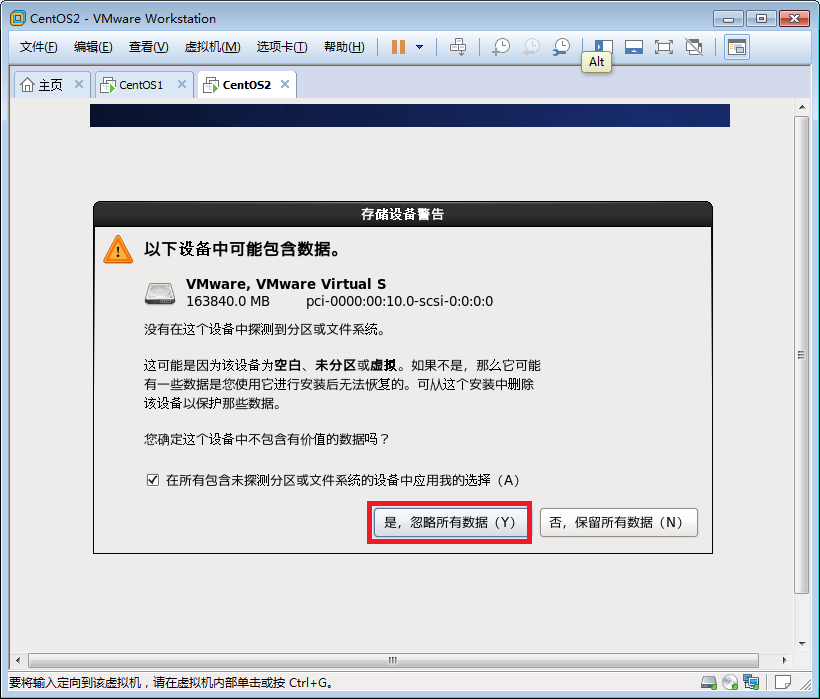 CentOS2 - VMware Workstation
文件(F) 编辑(E) 查看(V) 虚拟机(M) 选项卡(T) 帮助(H)
Alt
主页 CentOS1 CentOS2
存储设备警告
以下设备中可能包含数据。
VMware, VMware Virtual S
163840.0 MB pci-0000:00:10.0-scsi-0:0:0:0
没有在这个设备中探测到分区或文件系统。
这可能是因为该设备为空白、未分区或虚拟。如果不是，那么它可能
有一些数据是您使用它进行安装后无法恢复的。可从这个安装中删除
该设备以保护那些数据。
您确定这个设备中不包含有价值的数据吗？
在所有包含未探测分区或文件系统的设备中应用我的选择（A）
是，忽略所有数据（Y） 否，保留所有数据（N）
要将输入定向到该虚拟机，请在虚拟机内部单击或按 Ctrl+G。